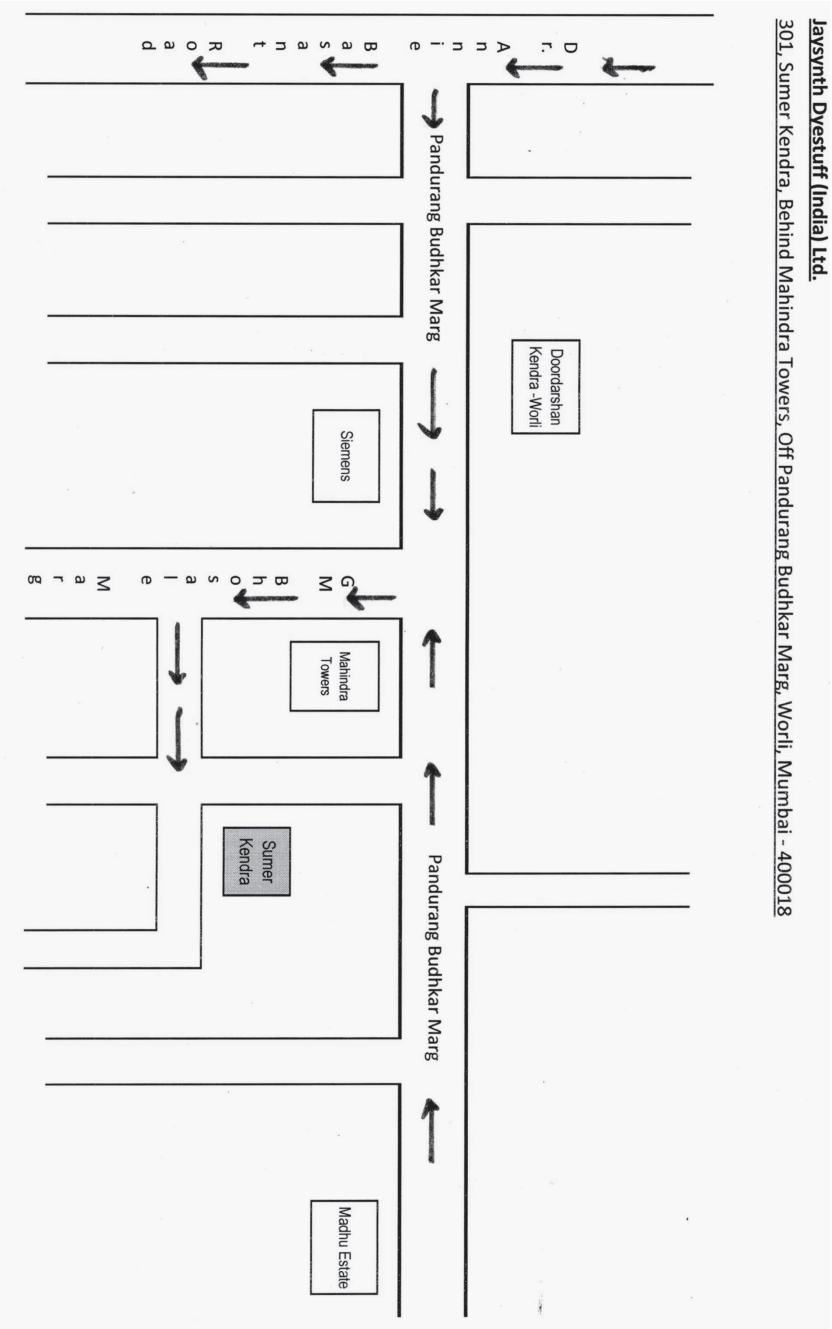 Jaysynth Dyestuff (India) Ltd.
301, Sumer Kendra, Behind Mahindra Towers, Off Pandurang Budhkar Marg, Worli, Mumbai - 400018
Dr. Annie Basant Road
Pandurang Budhkar Marg
Doordarshan
Kendra -Worli
Siemens
GM Bhosale Marg
Mahindra
Towers
Sumer
Kendra
Pandurang Budhkar Marg
Madhu Estate